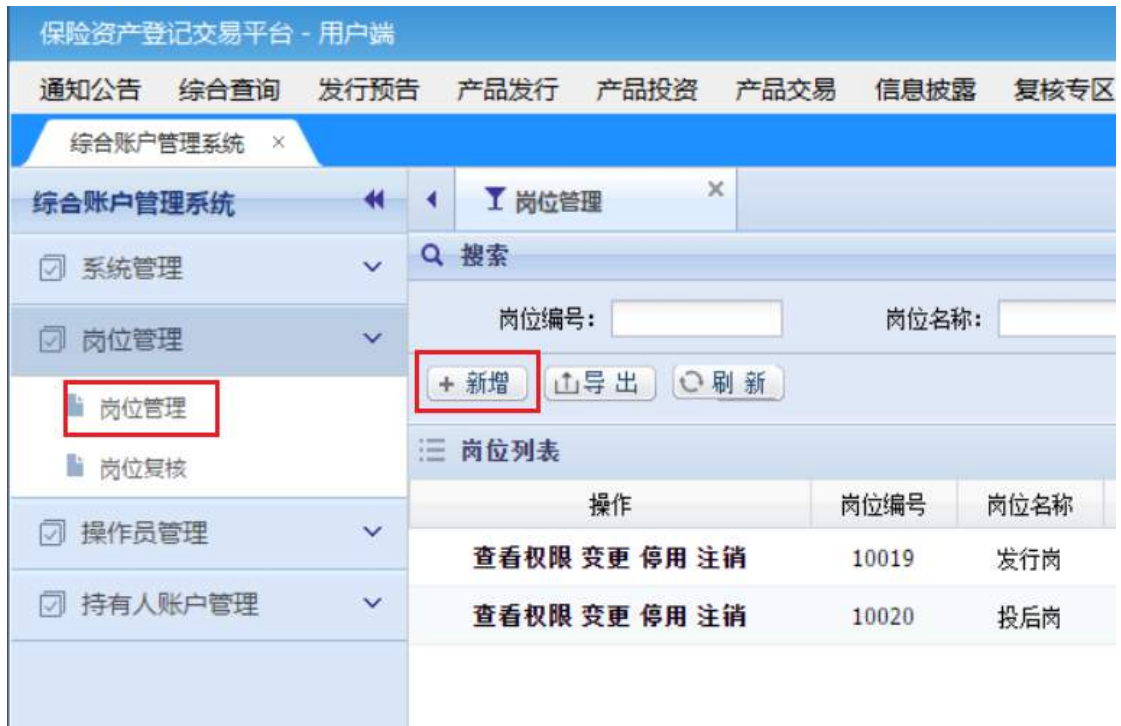 保险资产登记交易平台 - 用户端
通知公告 综合查询 发行预告 产品发行 产品投资 产品交易 信息披露 复核专区
综合账户管理系统 ×
综合账户管理系统
岗位管理 ×
系统管理
搜索
岗位管理
岗位编号： 岗位名称：
岗位管理
+ 新增 导 出 刷 新
岗位复核
岗位列表
操作 岗位编号 岗位名称
操作员管理
查看权限 变更 停用 注销 10019 发行岗
持有人账户管理
查看权限 变更 停用 注销 10020 投后岗